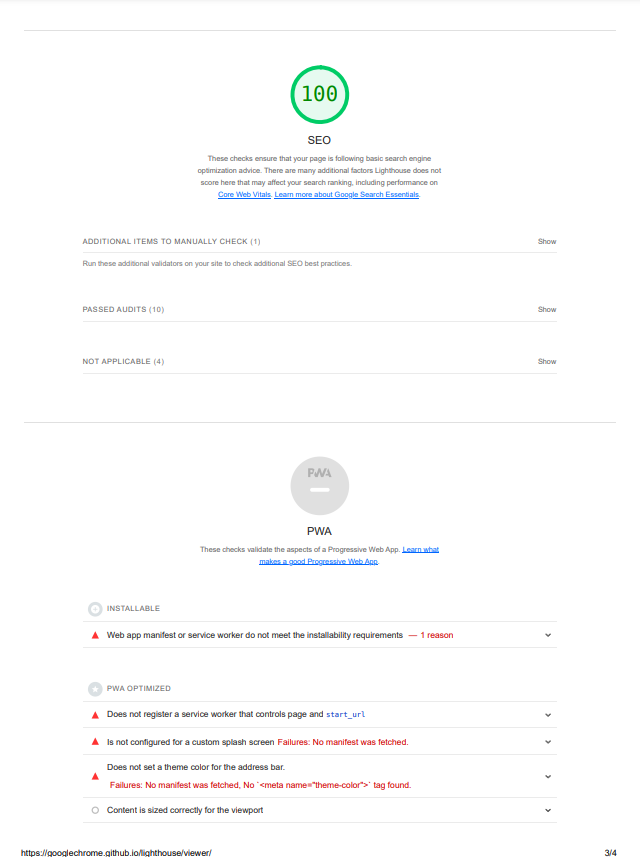 100
SEO
These checks ensure that your page is following basic search engine
optimization advice. There are many additional factors Lighthouse does not
score here that may affect your search ranking, including performance on
Core Web Vitals. Learn more about Google Search Essentials.
ADDITIONAL ITEMS TO MANUALLY CHECK (1) Show
Run these additional validators on your site to check additional SEO best practices.
PASSED AUDITS (10) Show
NOT APPLICABLE (4) Show
PWA
PWA
These checks validate the aspects of a Progressive Web App. Learn what
makes a good Progressive Web App.
INSTALLABLE
Web app manifest or service worker do not meet the installability requirements — 1 reason
PWA OPTIMIZED
Does not register a service worker that controls page and start_url
Is not configured for a custom splash screen Failures: No manifest was fetched.
Does not set a theme color for the address bar.
Failures: No manifest was fetched, No `<meta name="theme-color">` tag found.
Content is sized correctly for the viewport
https://googlechrome.github.io/lighthouse/viewer/ 3/4